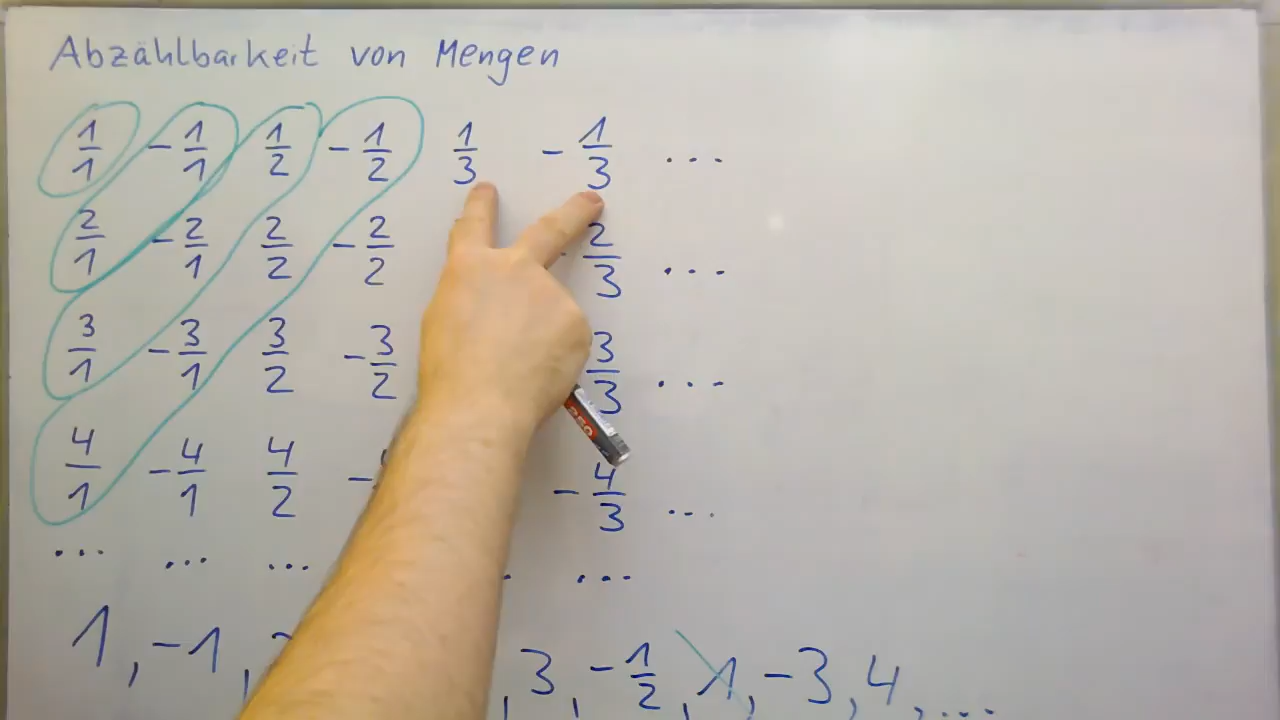 Abzählbarkeit von Mengen
1/1 -1/1 1/2 -1/2 1/3 -1/3 ...
2/1 -2/1 2/2 -2/2 2/3 ...
3/1 -3/1 3/2 -3/2 3/3 ...
4/1 -4/1 4/2 - -4/3 ...
... ... ... ...
1, -1, , 3, -1/2, 1, -3, 4, ...